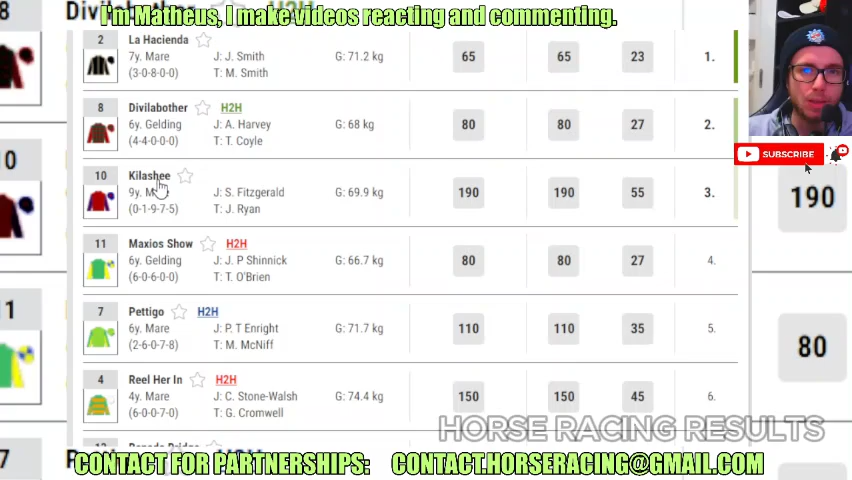 8 Divilabother H2H
I'm Matheus, I make videos reacting and commenting.
2 La Hacienda
7y. Mare J: J. Smith G: 71.2 kg 65 65 23 1.
(3-0-8-0-0) T: M. Smith
8 Divilabother H2H
6y. Gelding J: A. Harvey G: 68 kg 80 80 27 2.
(4-4-0-0-0) T: T. Coyle
SUBSCRIBE
10 Kilashee
9y. J: S. Fitzgerald G: 69.9 kg 190 190 55 3.
(0-1-9-7-5) T: J. Ryan
10
190
11 Maxios Show H2H
6y. Gelding J: J. P Shinnick G: 66.7 kg 80 80 27 4.
(6-0-6-0-0) T: T. O'Brien
7 Pettigo H2H
6y. Mare J: P. T Enright G: 71.7 kg 110 110 35 5.
(2-6-0-7-8) T: M. McNiff
80
4 Reel Her In H2H
4y. Mare J: C. Stone-Walsh G: 74.4 kg 150 150 45 6.
(6-0-0-7-0) T: G. Cromwell
HORSE RACING RESULTS
CONTACT FOR PARTNERSHIPS: CONTACT.HORSERACING@GMAIL.COM